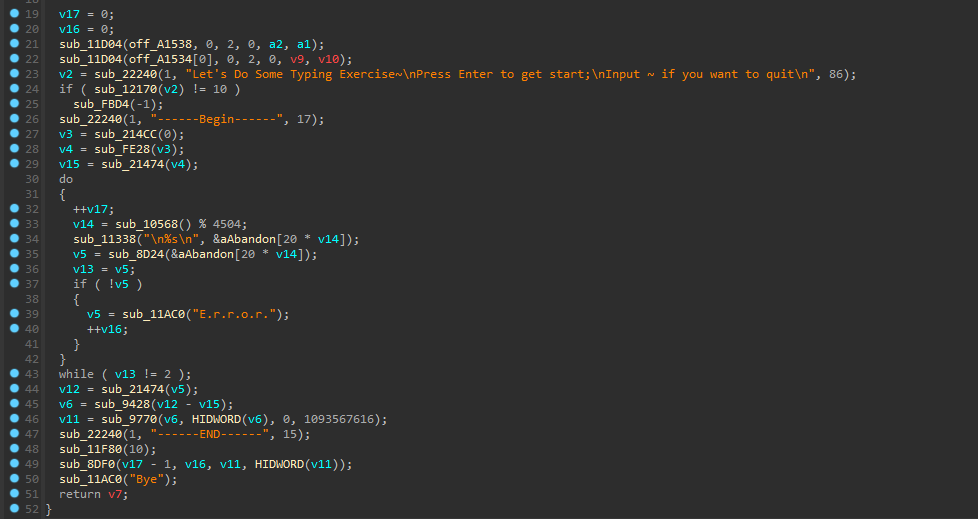 19 v17 = 0;
20 v16 = 0;
21 sub_11D04(off_A1538, 0, 2, 0, a2, a1);
22 sub_11D04(off_A1534[0], 0, 2, 0, v9, v10);
23 v2 = sub_22240(1, "Let's Do Some Typing Exercise~\nPress Enter to get start;\nInput ~ if you want to quit\n", 86);
24 if ( sub_12170(v2) != 10 )
25 sub_FBD4(-1);
26 sub_22240(1, "------Begin------", 17);
27 v3 = sub_214CC(0);
28 v4 = sub_FE28(v3);
29 v15 = sub_21474(v4);
30 do
31 {
32 ++v17;
33 v14 = sub_10568() % 4504;
34 sub_11338("\n%s\n", &aAbandon[20 * v14]);
35 v5 = sub_8D24(&aAbandon[20 * v14]);
36 v13 = v5;
37 if ( !v5 )
38 {
39 v5 = sub_11AC0("E.r.r.o.r.");
40 ++v16;
41 }
42 }
43 while ( v13 != 2 );
44 v12 = sub_21474(v5);
45 v6 = sub_9428(v12 - v15);
46 v11 = sub_9770(v6, HIDWORD(v6), 0, 1093567616);
47 sub_22240(1, "------END------", 15);
48 sub_11F80(10);
49 sub_8DF0(v17 - 1, v16, v11, HIDWORD(v11));
50 sub_11AC0("Bye");
51 return v7;
52 }